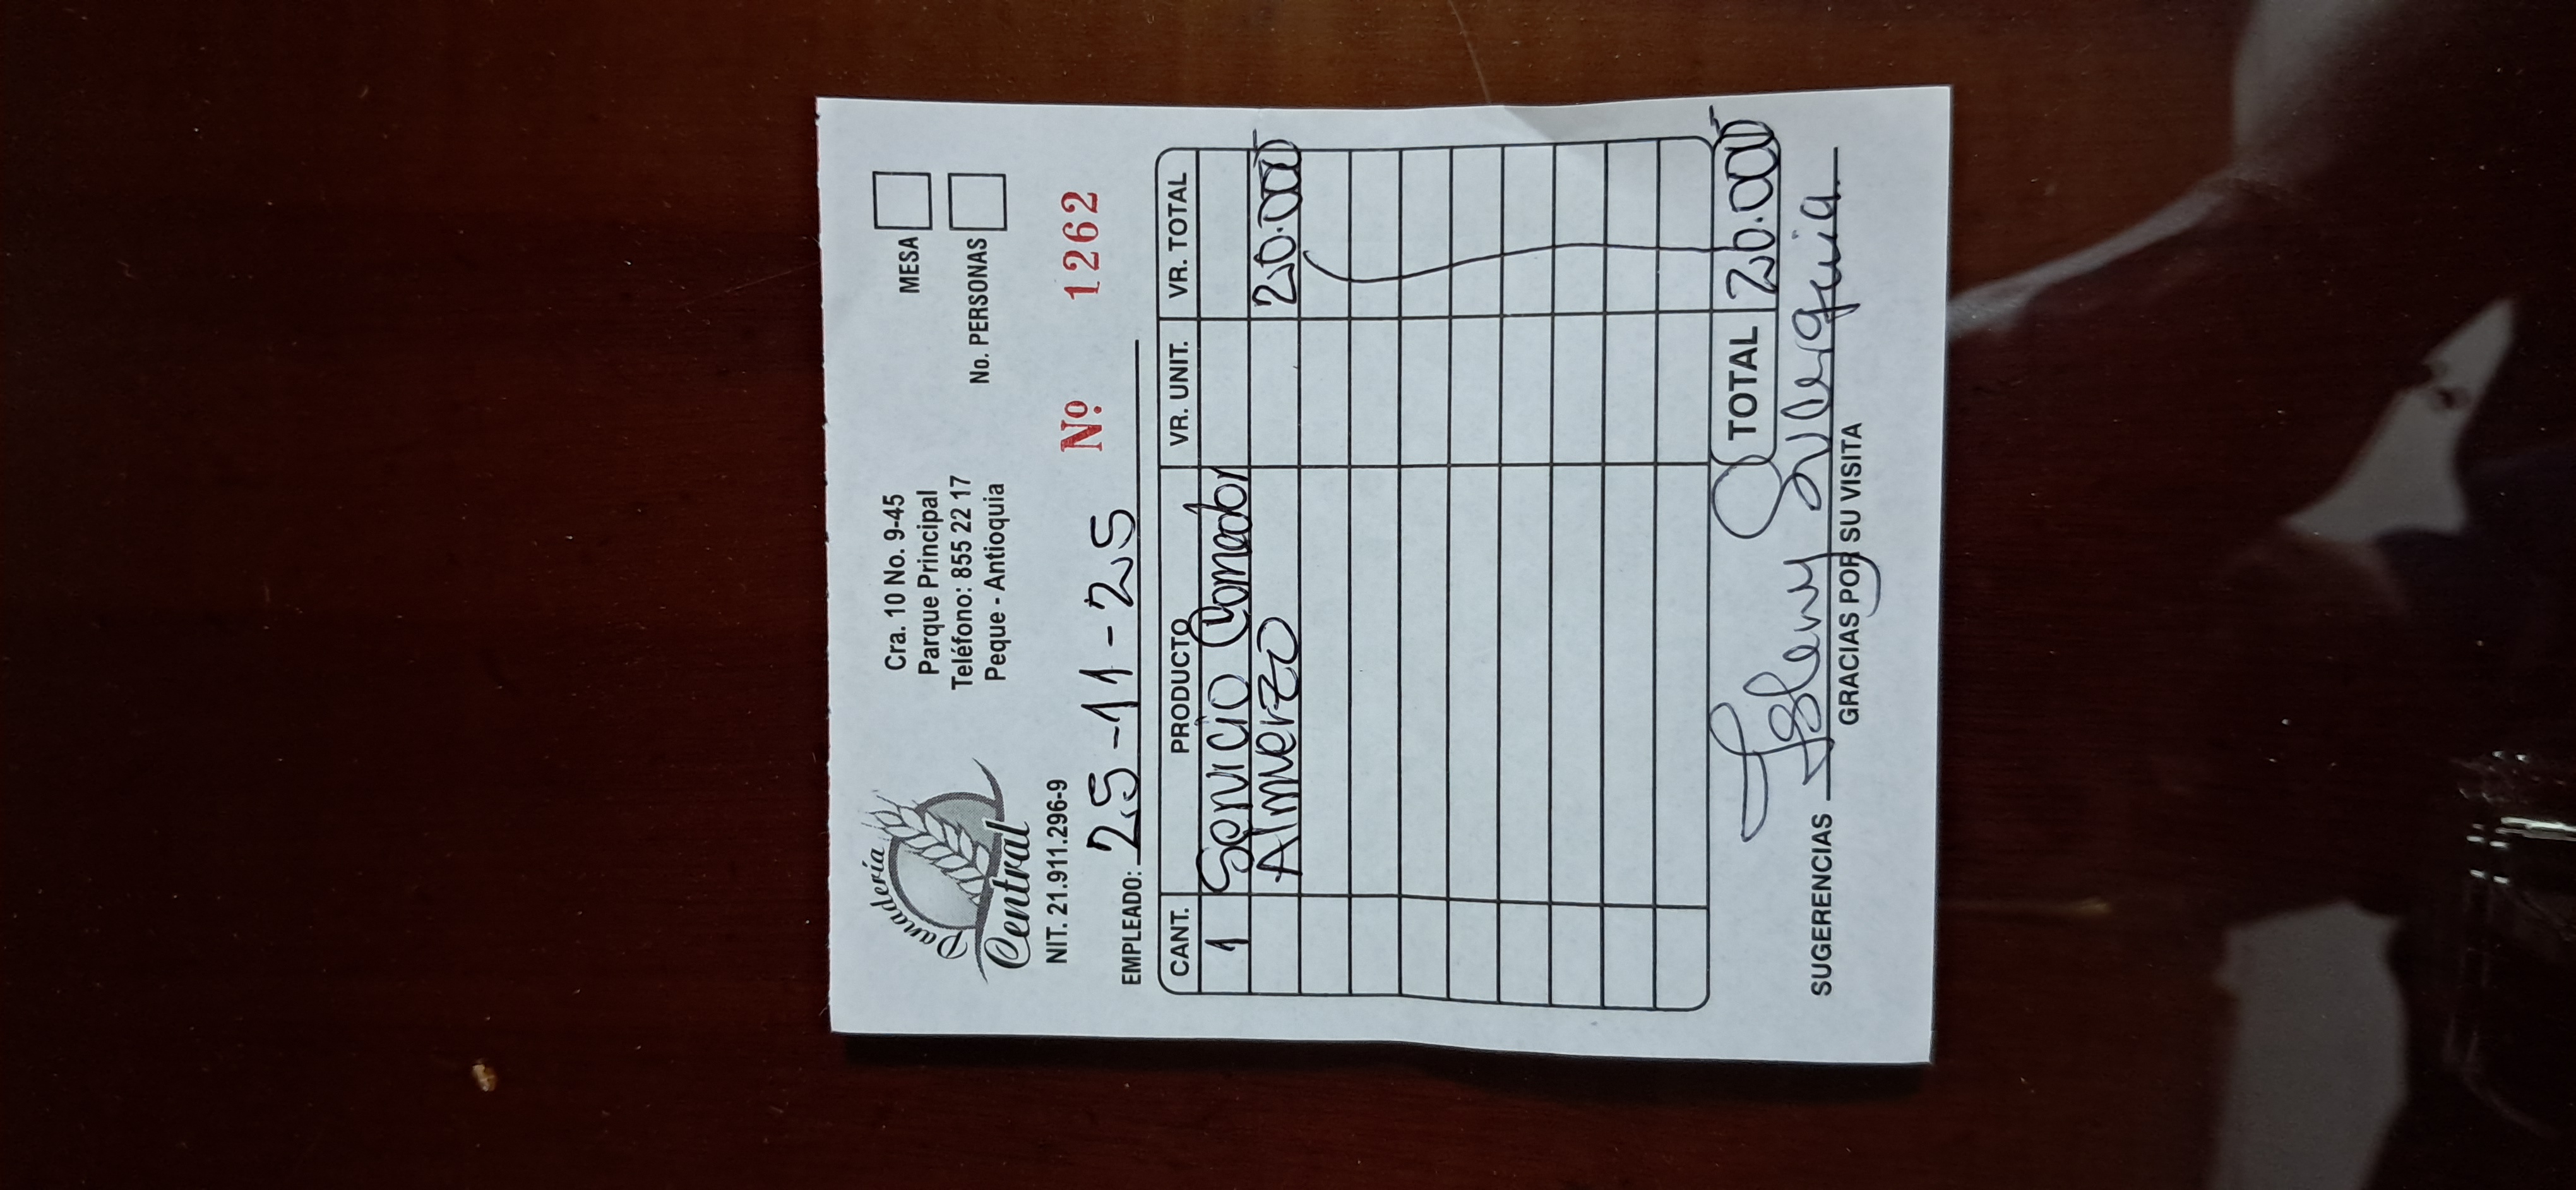 Panadería
Central
Cra. 10 No. 9-45
Parque Principal
Teléfono: 855 22 17
Peque - Antioquia
MESA
No. PERSONAS
NIT. 21.911.296-9
Nº 1262
EMPLEADO: 25-11-25
CANT. PRODUCTO VR. UNIT. VR. TOTAL
1 Servicio Comedor
Almuerzo 20.000
TOTAL 20.000
SUGERENCIAS
GRACIAS POR SU VISITA